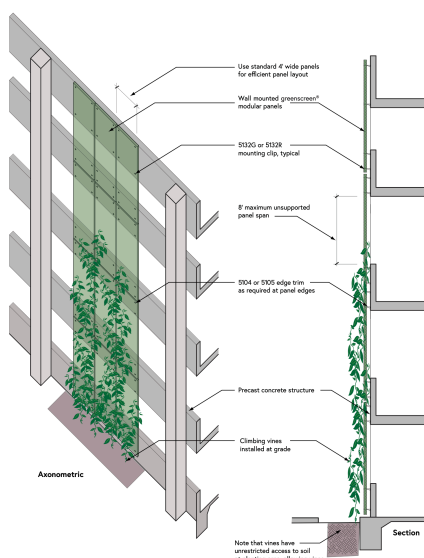 Use standard 4' wide panels
for efficient panel layout
Wall mounted greenscreen®
modular panels
5132G or 5132R
mounting clip, typical
8' maximum unsupported
panel span
5104 or 5105 edge trim
as required at panel edges
Precast concrete structure
Climbing vines
installed at grade
Axonometric
Section
Note that vines have
unrestricted access to soil